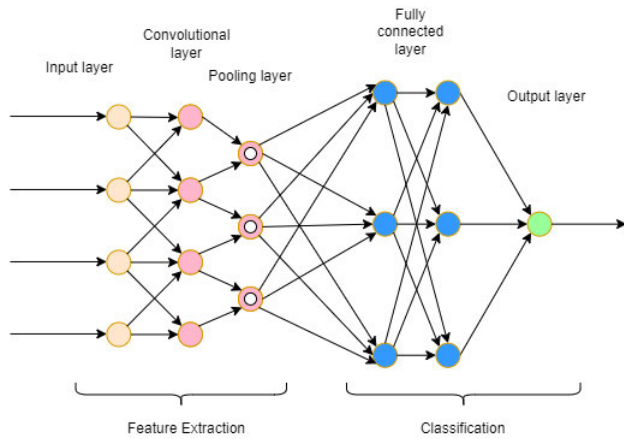 Input layer
Convolutional
layer
Pooling layer
Fully
connected
layer
Output layer
Feature Extraction
Classification